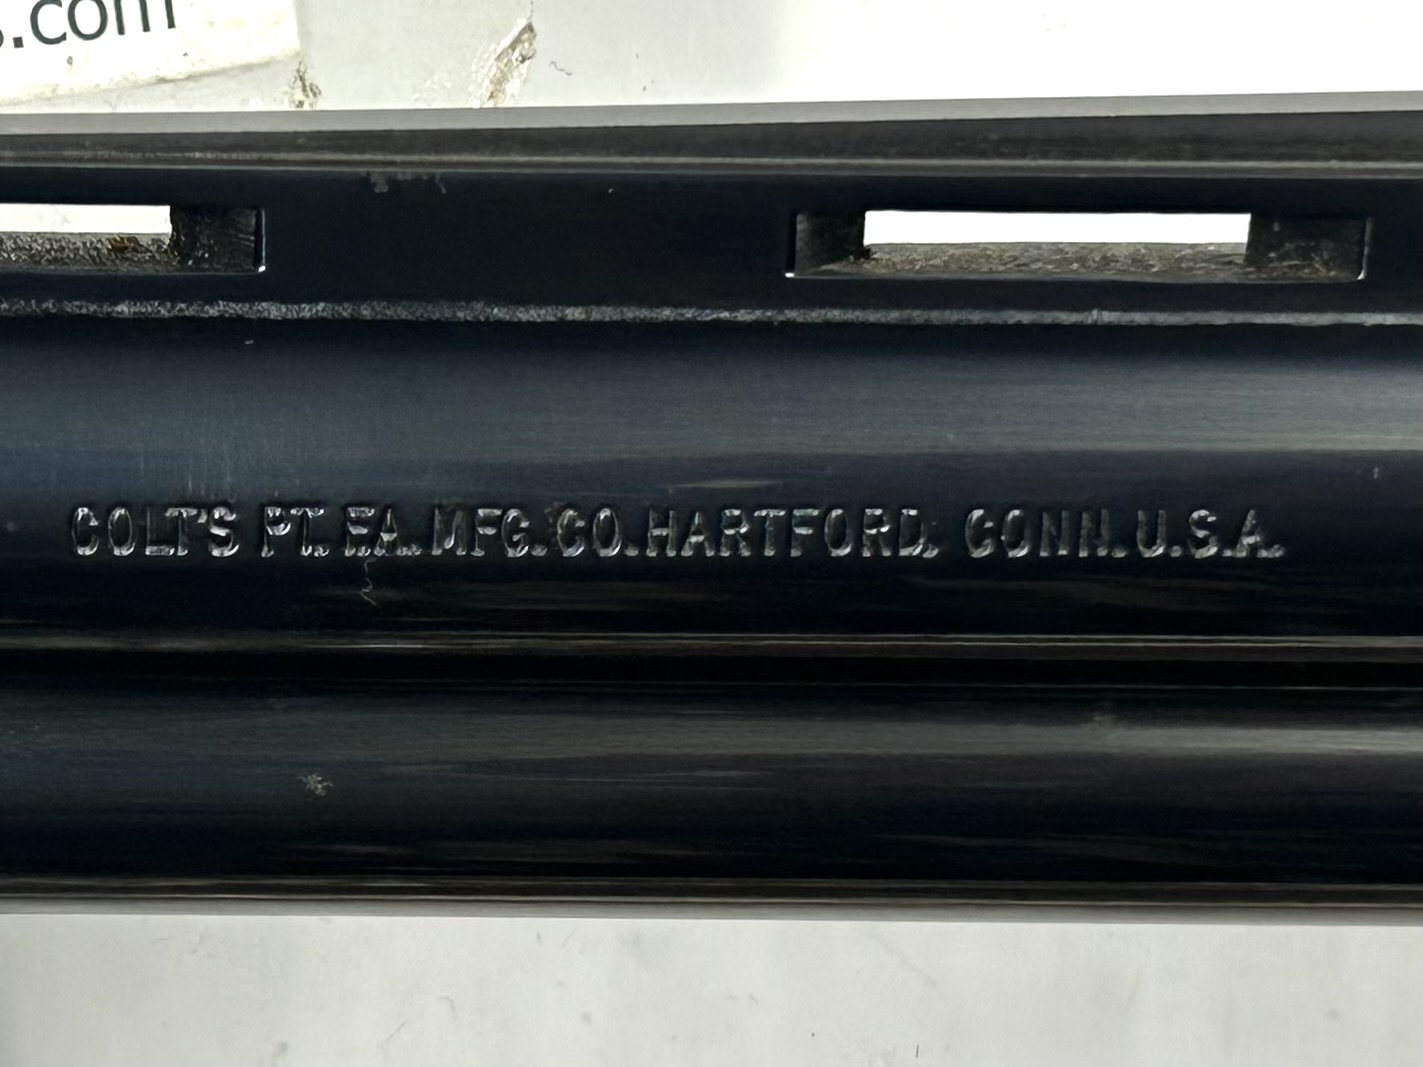 s.com
COLT'S PT. F.A. MFG. CO. HARTFORD, CONN. U.S.A.